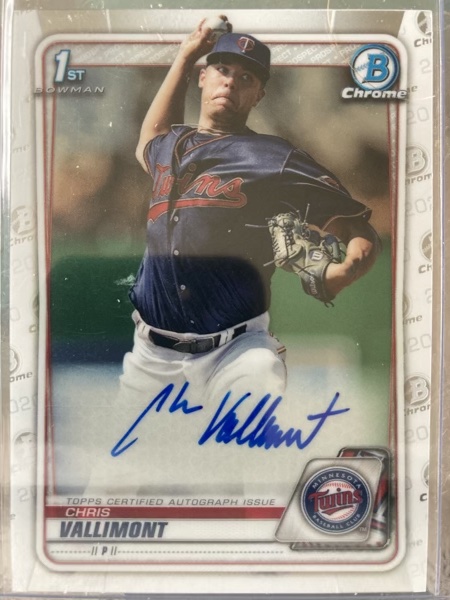 1ST
BOWMAN
B
Chrome
T
Twins
Chris Vallimont
TOPPS CERTIFIED AUTOGRAPH ISSUE
CHRIS
VALLIMONT
|| P ||
MINNESOTA
Twins
BASEBALL CLUB